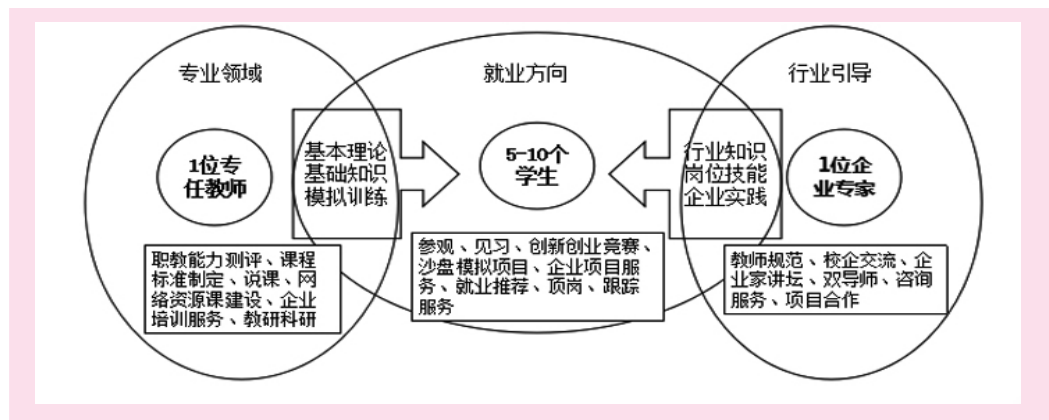 专业领域
就业方向
行业引导
1位专
任教师
基本理论
基础知识
模拟训练
5-10个
学生
行业知识
岗位技能
企业实践
1位企
业专家
职教能力测评、课程
标准制定、说课、网
络资源课建设、企业
培训服务、教研科研
参观、见习、创新创业竞赛、
沙盘模拟项目、企业项目服
务、就业推荐、顶岗、跟踪
服务
教师规范、校企交流、企
业家讲坛、双导师、咨询
服务、项目合作